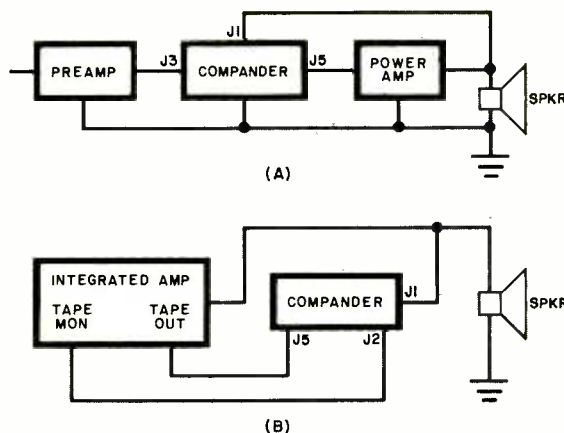 J1
PREAMP
J3
COMPANDER
J5
POWER
AMP
SPKR
(A)
INTEGRATED AMP
TAPE
MON
TAPE
OUT
COMPANDER
J1
J5
J2
SPKR
(B)